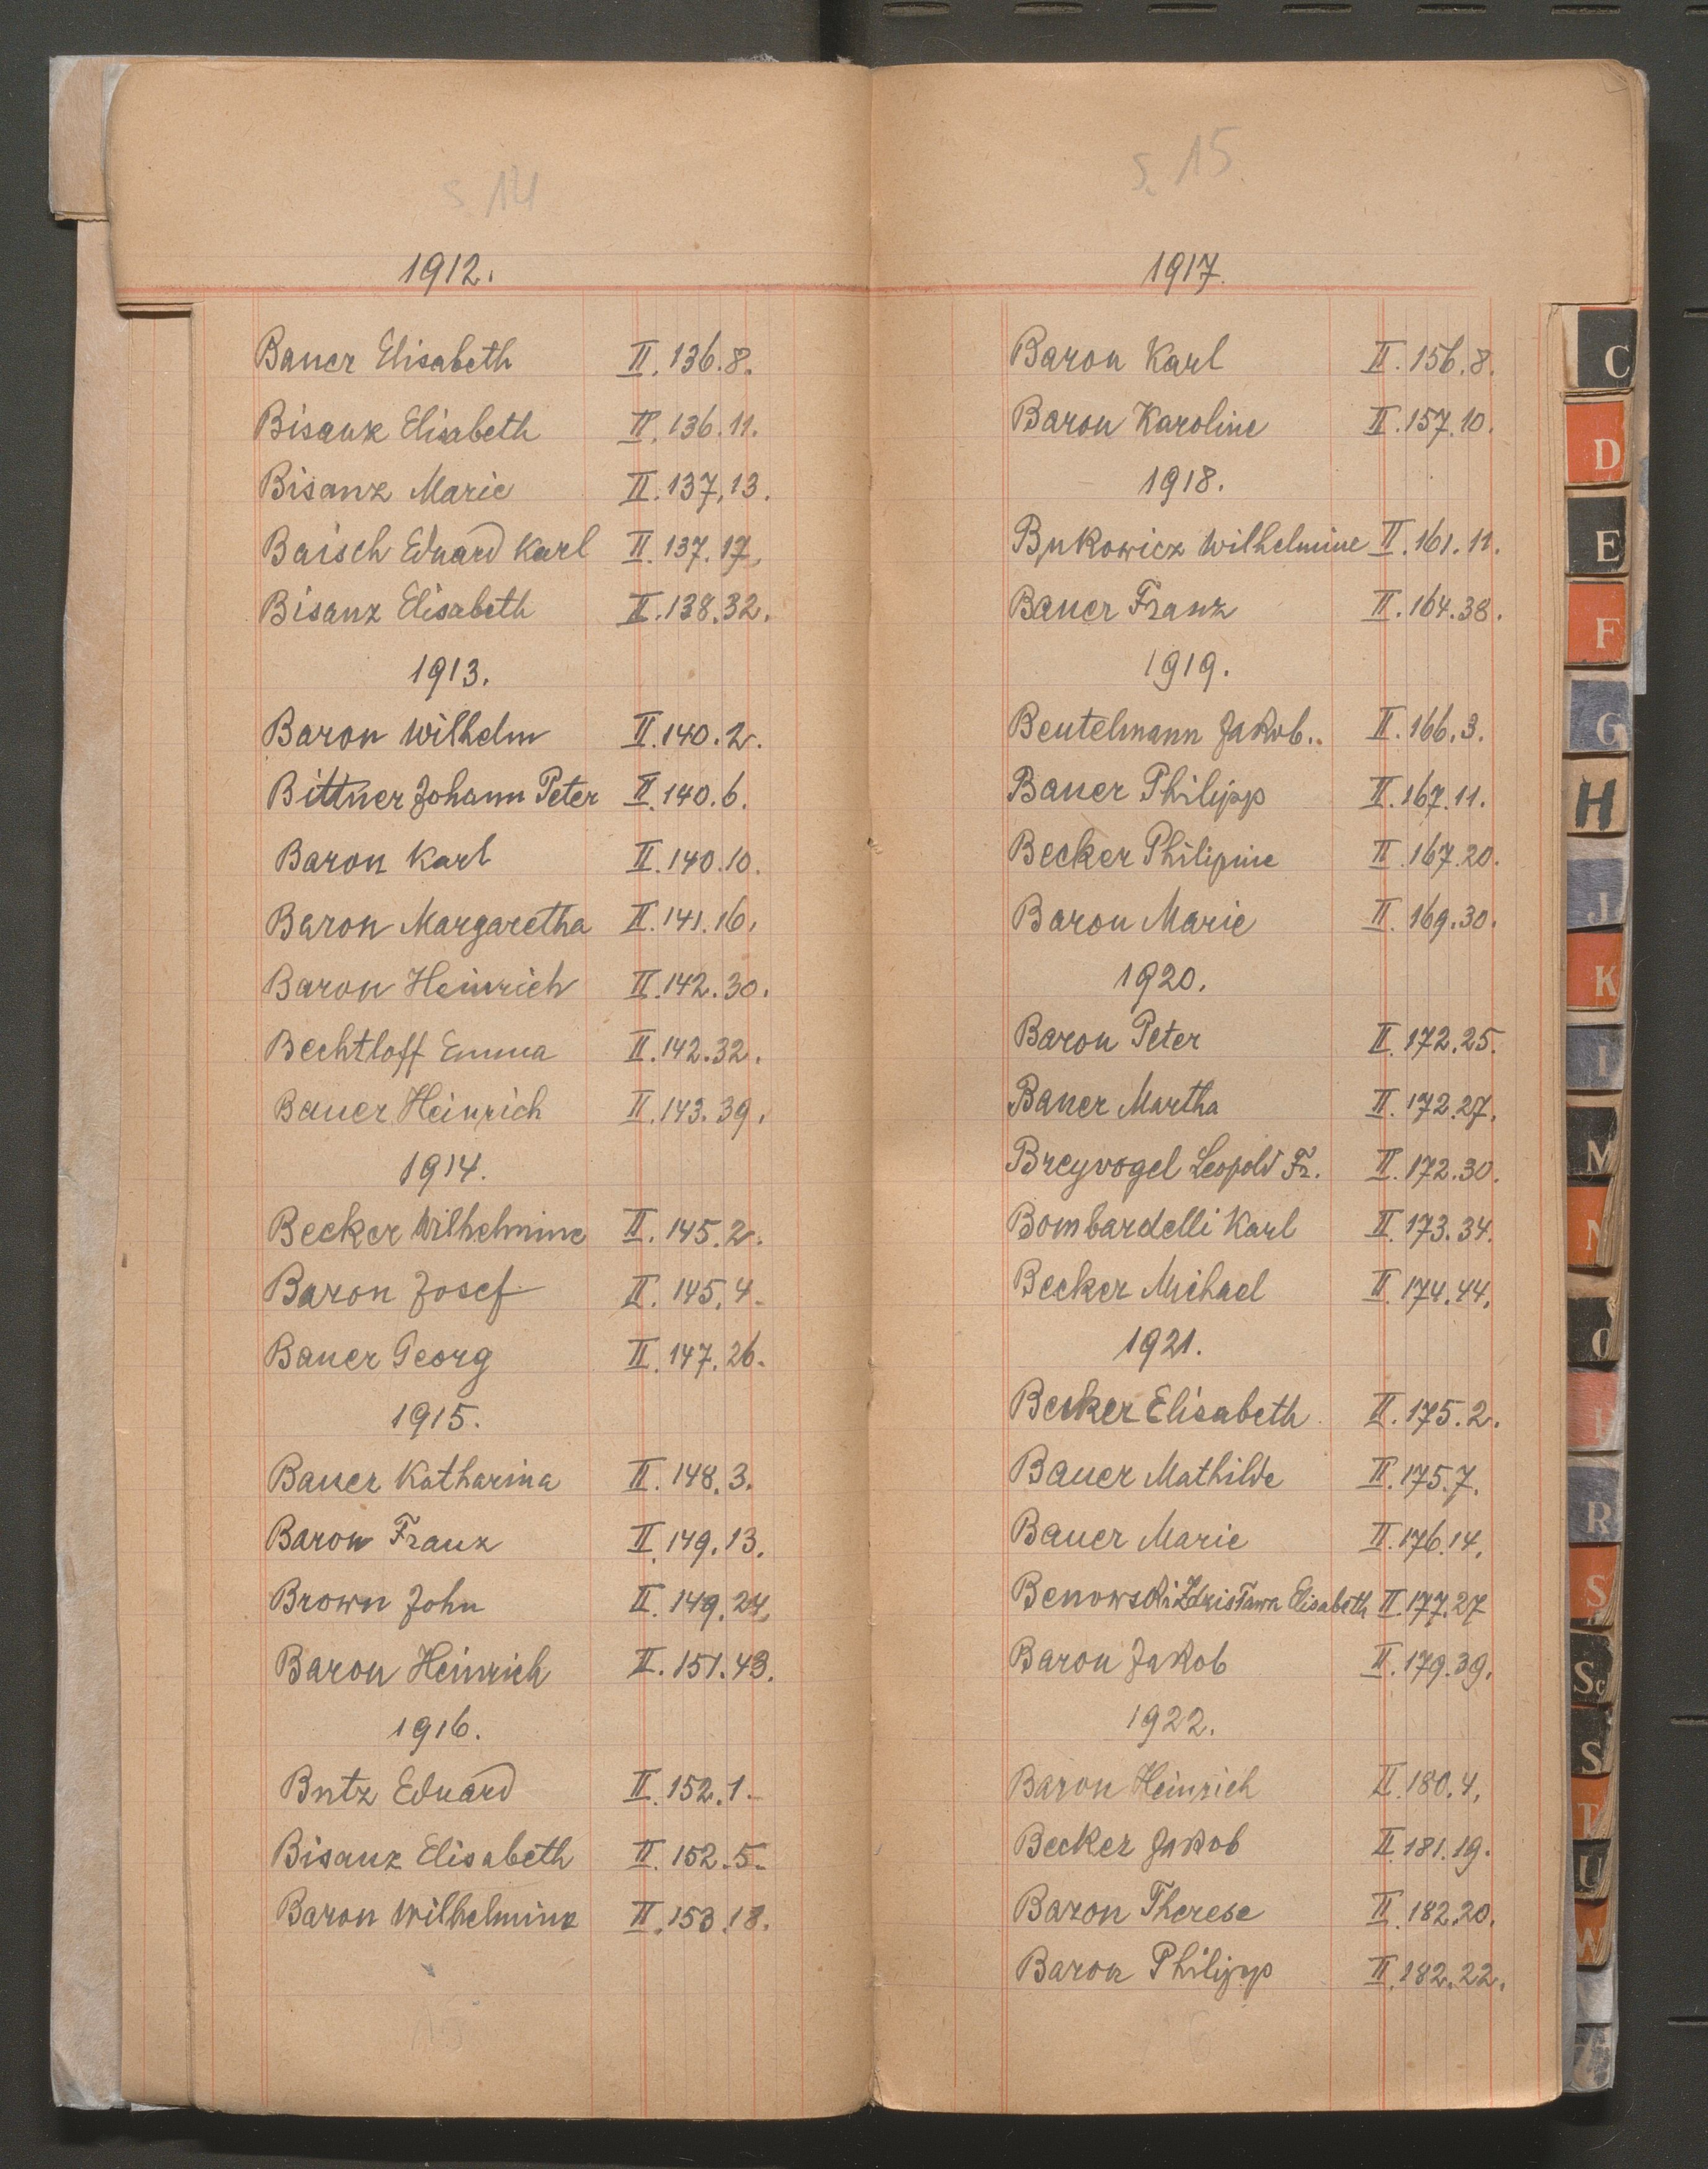 s. 14
1912.
Bauer Elisabeth II. 136.8.
Bisanz Elisabeth II. 136.11.
Bisanz Marie II. 137.13.
Baisch Eduard Karl II. 137.17.
Bisanz Elisabeth II. 138.32.
1913.
Baron Wilhelm II. 140.2.
Bittner Johann Peter II. 140.6.
Baron Karl II. 140.10.
Baron Margaretha II. 141.16.
Baron Heinrich II. 142.30.
Bechtloff Emma II. 142.32.
Bauer Heinrich II. 143.39.
1914.
Becker Wilhelmine II. 145.2.
Baron Josef II. 145.4.
Bauer Georg II. 147.26.
1915.
Bauer Katharina II. 148.3.
Baron Franz II. 149.13.
Brown John II. 149.24.
Baron Heinrich II. 151.43.
1916.
Butz Eduard II. 152.1.
Bisanz Elisabeth II. 152.5.
Baron Wilhelmine II. 153.18.
s. 15
1917.
Baron Karl II. 156.8.
Baron Karoline II. 157.10.
1918.
Bukowicz Wilhelmine II. 161.11.
Bauer Franz II. 164.38.
1919.
Beutelmann Jakob.. II. 166.3.
Bauer Philipp II. 167.11.
Becker Philipine II. 167.20.
Baron Marie II. 169.30.
1920.
Baron Peter II. 172.25.
Bauer Martha II. 172.27.
Breyvogel Leopold Fr. II. 172.30.
Bombardelli Karl II. 173.34.
Becker Michael II. 174.44.
1921.
Becker Elisabeth II. 175.2.
Bauer Mathilde II. 175.7.
Bauer Marie II. 176.14.
Benowski Zdzisława Elisabeth II. 177.27
Baron Jakob II. 179.39.
1922.
Baron Heinrich II. 180.4.
Becker Jakob II. 181.19.
Baron Therese II. 182.20.
Baron Philipp II. 182.22.
C
D
E
F
G
H
J
K
M
N
O
R
S
Sc
S
T
U
W